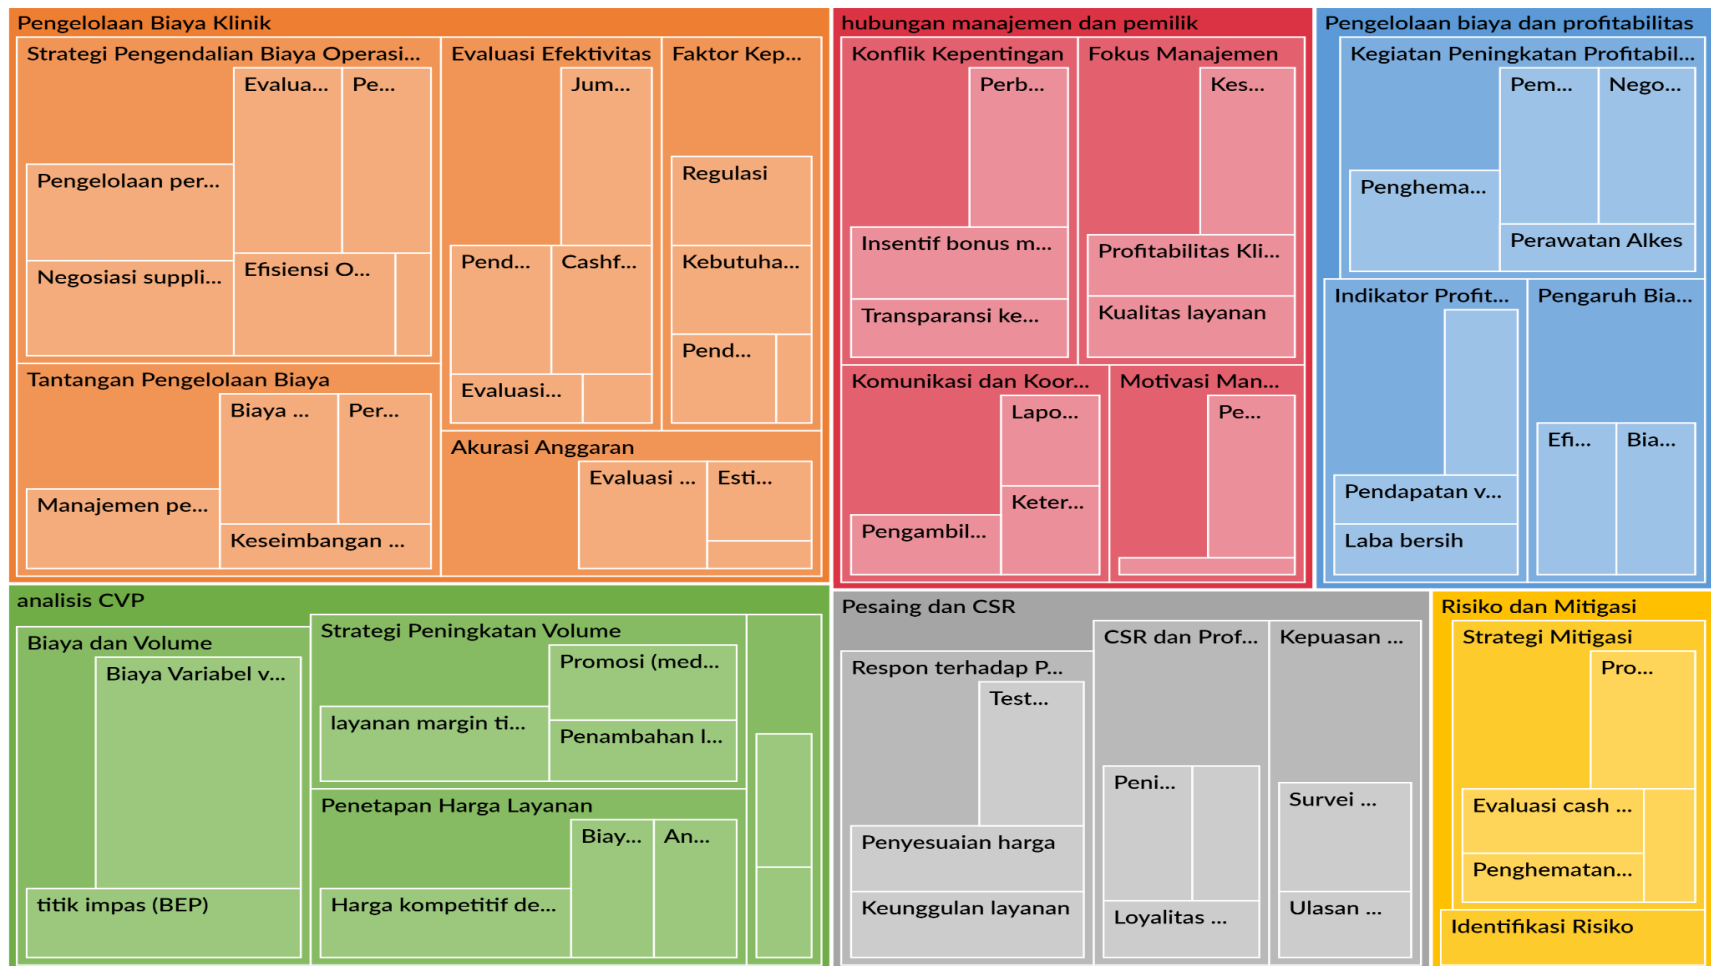 Pengelolaan Biaya Klinik
Strategi Pengendalian Biaya Operasi...
Evalua...
Pe...
Pengelolaan per...
Negosiasi suppli...
Efisiensi O...
Evaluasi Efektivitas
Jum...
Pend...
Cashf...
Evaluasi...
Faktor Kep...
Regulasi
Kebutuha...
Pend...
Tantangan Pengelolaan Biaya
Biaya ...
Per...
Manajemen pe...
Keseimbangan ...
Akurasi Anggaran
Evaluasi ...
Esti...
hubungan manajemen dan pemilik
Konflik Kepentingan
Perb...
Insentif bonus m...
Transparansi ke...
Fokus Manajemen
Kes...
Profitabilitas Kli...
Kualitas layanan
Komunikasi dan Koor...
Lapo...
Keter...
Pengambil...
Motivasi Man...
Pe...
Pengelolaan biaya dan profitabilitas
Kegiatan Peningkatan Profitabil...
Pem...
Nego...
Penghema...
Perawatan Alkes
Indikator Profit...
Pendapatan v...
Laba bersih
Pengaruh Bia...
Efi...
Bia...
analisis CVP
Biaya dan Volume
Biaya Variabel v...
titik impas (BEP)
Strategi Peningkatan Volume
Promosi (med...
layanan margin ti...
Penambahan l...
Penetapan Harga Layanan
Biay...
An...
Harga kompetitif de...
Pesaing dan CSR
Respon terhadap P...
Test...
Penyesuaian harga
Keunggulan layanan
CSR dan Prof...
Peni...
Loyalitas ...
Kepuasan ...
Survei ...
Ulasan ...
Risiko dan Mitigasi
Strategi Mitigasi
Pro...
Evaluasi cash ...
Penghematan...
Identifikasi Risiko